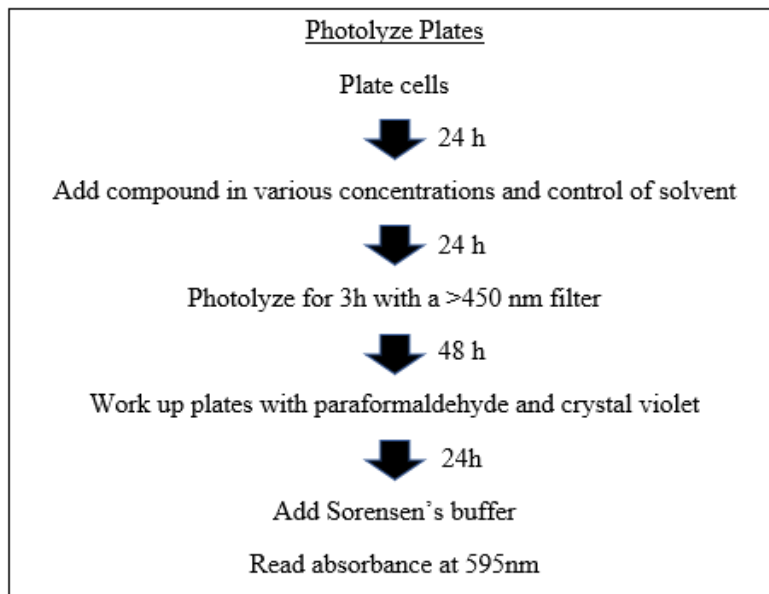 Photolyze Plates
Plate cells
24 h
Add compound in various concentrations and control of solvent
24 h
Photolyze for 3h with a >450 nm filter
48 h
Work up plates with paraformaldehyde and crystal violet
24h
Add Sorensen’s buffer
Read absorbance at 595nm